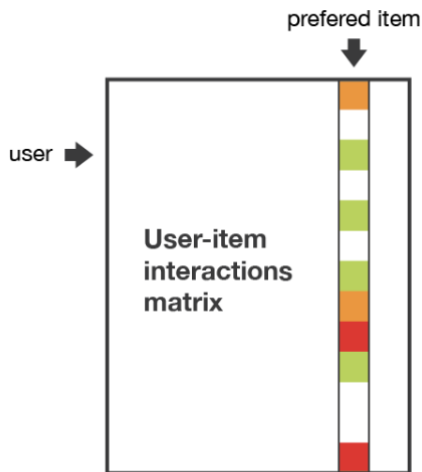 prefered item
user
User-item
interactions
matrix